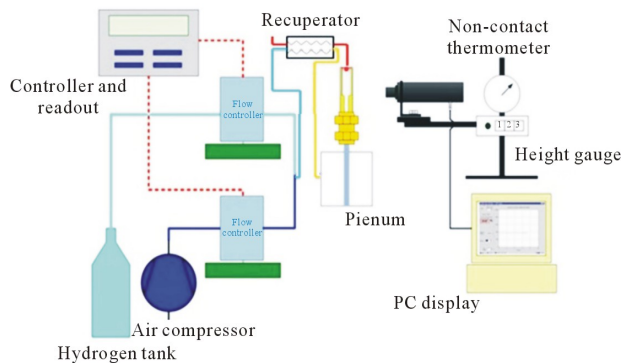 Recuperator
Non-contact
thermometer
Controller and
readout
Flow
controller
1 2 3
Height gauge
Flow
controller
Pienum
PC display
Air compressor
Hydrogen tank